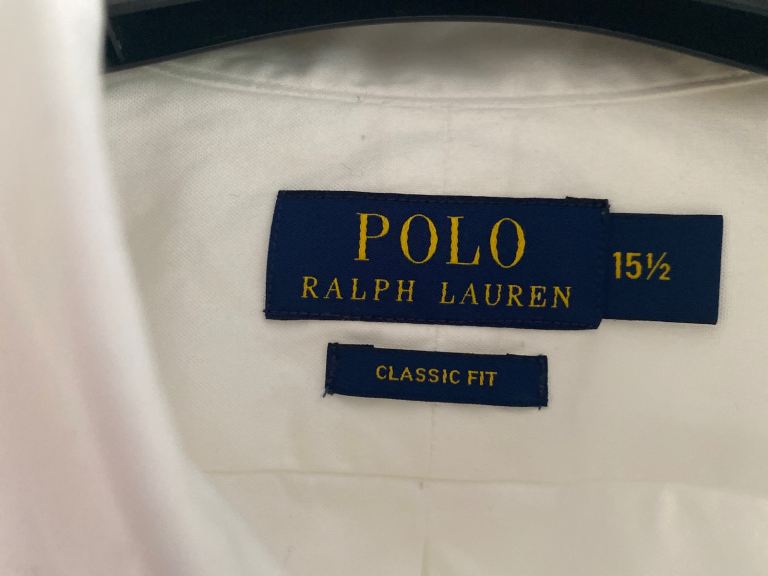 POLO
RALPH LAUREN
15½
CLASSIC FIT